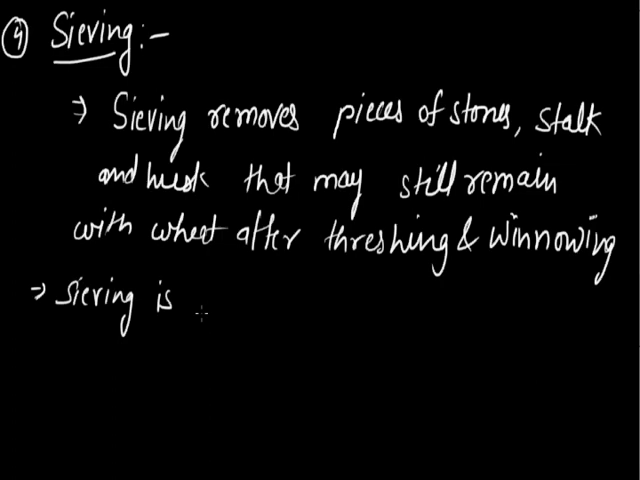 ④ Sieving:-
⇒ Sieving removes pieces of stones, stalk
and husk that may still remain
with wheat after threshing & winnowing
⇒ Sieving is